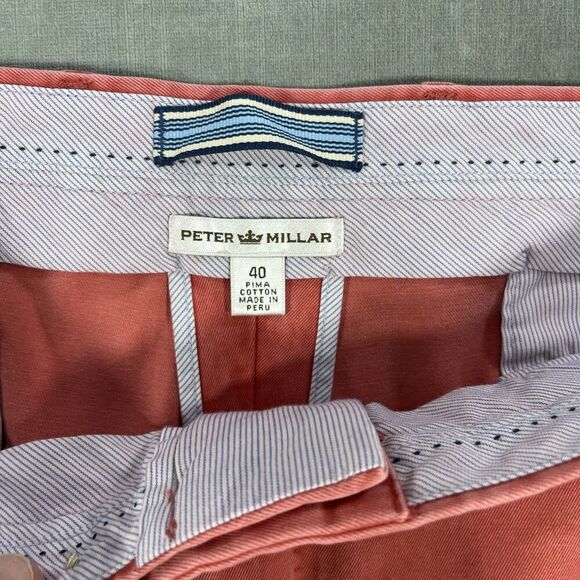 PETER MILLAR
40
PIMA
COTTON
MADE IN
PERU